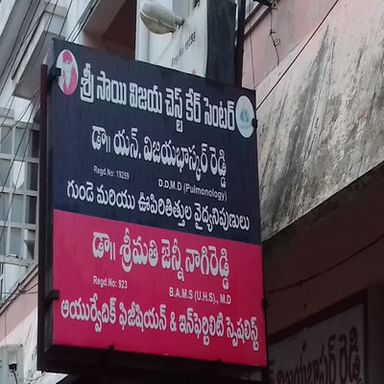 శ్రీ సాయి విజయ చెస్ట్ కేర్ సెంటర్
డా॥ యన్. విజయభాస్కర్ రెడ్డి
Regd.No: 19259
D.D.M.D (Pulmonology)
గుండె మరియు ఊపిరితిత్తుల వైద్యనిపుణులు
డా॥ శ్రీమతి జెన్నీ నాగిరెడ్డి
Regd.No: 923
B.A.M.S (U.H.S)., M.D
ఆయుర్వేదిక్ ఫిజీషియన్ & ఇన్‌ఫెర్టిలిటి స్పెషలిస్ట్